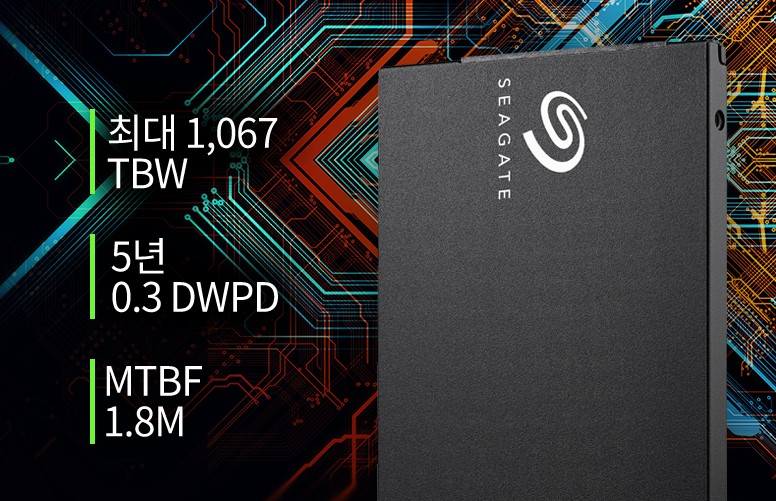 최대 1,067
TBW
5년
0.3 DWPD
MTBF
1.8M
SEAGATE